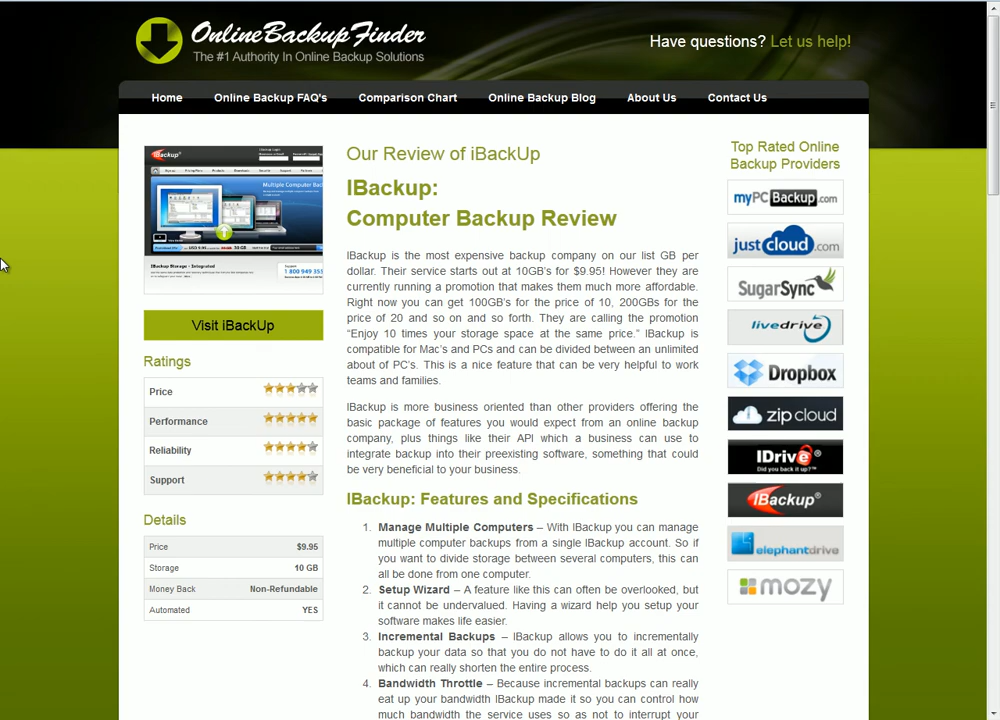 OnlineBackupFinder
The #1 Authority In Online Backup Solutions
Have questions? Let us help!
Home Online Backup FAQ's Comparison Chart Online Backup Blog About Us Contact Us
iBackup
Multiple Computer Bac
IBackup Storage - Integrated
1 800 949 353
Visit iBackUp
Ratings
Price
Performance
Reliability
Support
Details
Price $9.95
Storage 10 GB
Money Back Non-Refundable
Automated YES
Our Review of iBackUp
IBackup:
Computer Backup Review
IBackup is the most expensive backup company on our list GB per
dollar. Their service starts out at 10GB's for $9.95! However they are
currently running a promotion that makes them much more affordable.
Right now you can get 100GB's for the price of 10, 200GBs for the
price of 20 and so on and so forth. They are calling the promotion
“Enjoy 10 times your storage space at the same price.” IBackup is
compatible for Mac's and PCs and can be divided between an unlimited
about of PC's. This is a nice feature that can be very helpful to work
teams and families.
IBackup is more business oriented than other providers offering the
basic package of features you would expect from an online backup
company, plus things like their API which a business can use to
integrate backup into their preexisting software, something that could
be very beneficial to your business.
IBackup: Features and Specifications
1. Manage Multiple Computers – With IBackup you can manage
multiple computer backups from a single IBackup account. So if
you want to divide storage between several computers, this can
all be done from one computer.
2. Setup Wizard – A feature like this can often be overlooked, but
it cannot be undervalued. Having a wizard help you setup your
software makes life easier.
3. Incremental Backups – IBackup allows you to incrementally
backup your data so that you do not have to do it all at once,
which can really shorten the entire process.
4. Bandwidth Throttle – Because incremental backups can really
eat up your bandwidth IBackup made it so you can control how
much bandwidth the service uses so as not to interrupt your
Top Rated Online
Backup Providers
myPCBackup.com
justcloud.com
SugarSync
livedrive
Dropbox
zipcloud
IDrive®
Did you back it up?™
IBackup®
elephantdrive
mozy